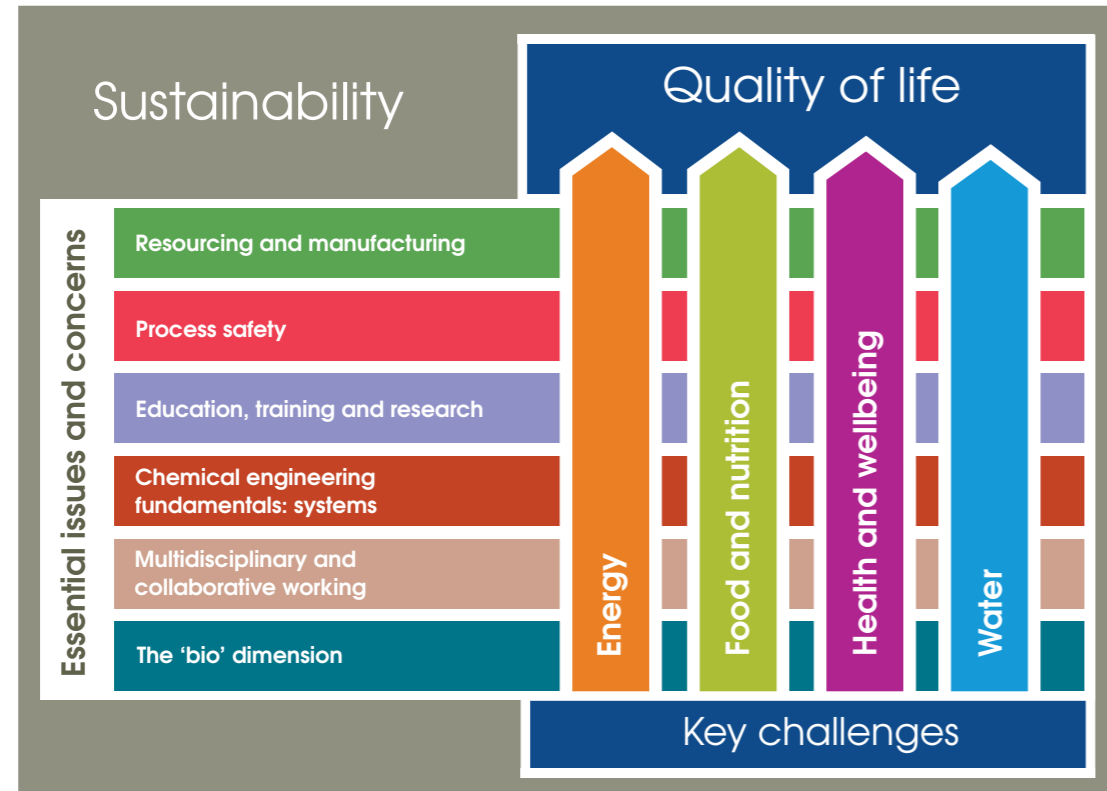 Sustainability
Quality of life
Essential issues and concerns
Resourcing and manufacturing
Process safety
Education, training and research
Chemical engineering
fundamentals: systems
Multidisciplinary and
collaborative working
The ‘bio’ dimension
Energy
Food and nutrition
Health and wellbeing
Water
Key challenges